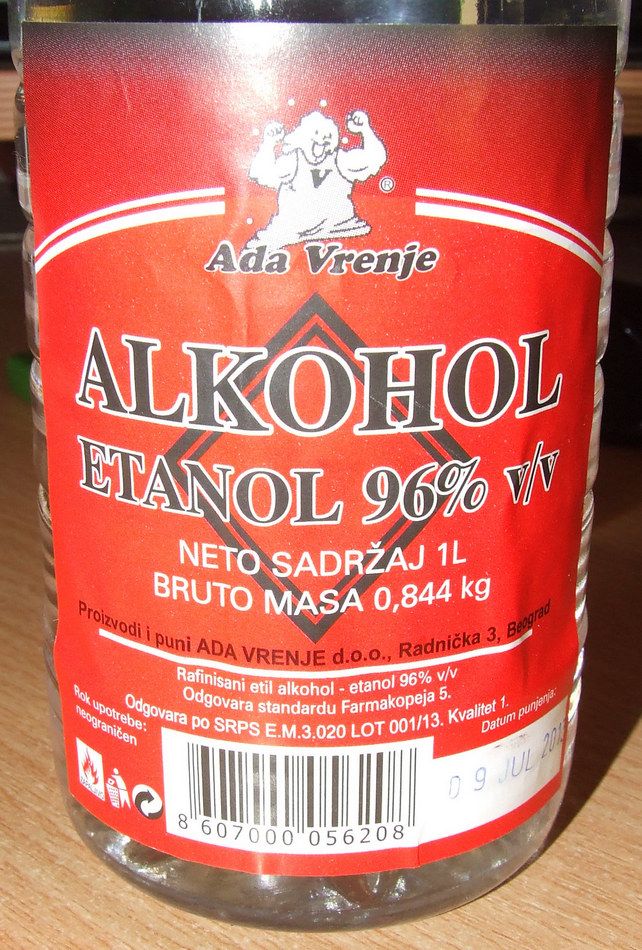 V
®
Ada Vrenje
ALKOHOL
ETANOL 96% v/v
NETO SADRŽAJ 1L
BRUTO MASA 0,844 kg
Proizvodi i puni ADA VRENJE d.o.o., Radnička 3, Beograd
Rafinisani etil alkohol - etanol 96% v/v
Odgovara standardu Farmakopeja 5.
Odgovara po SRPS E.M.3.020 LOT 001/13. Kvalitet 1.
Rok upotrebe:
neograničen
Datum punjenja:
09 JUL
8 607000 056208